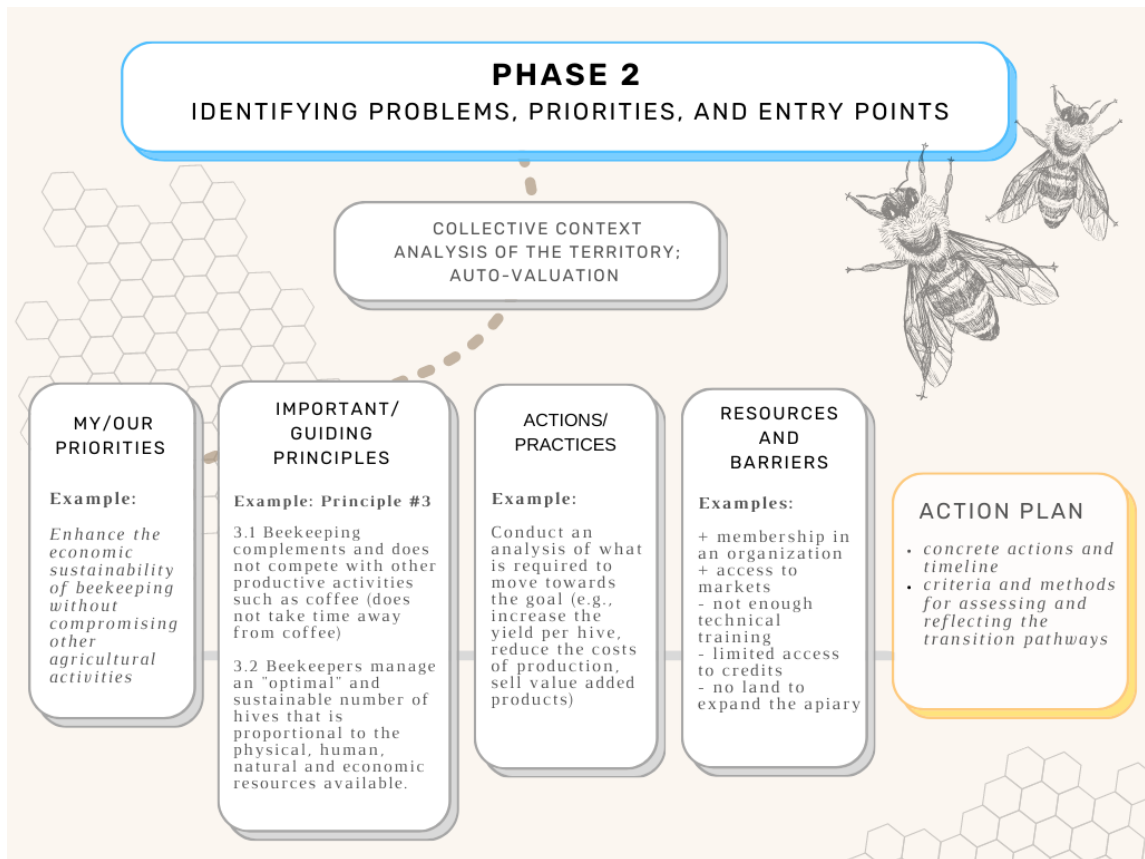 PHASE 2
IDENTIFYING PROBLEMS, PRIORITIES, AND ENTRY POINTS
COLLECTIVE CONTEXT
ANALYSIS OF THE TERRITORY;
AUTO-VALUATION
MY/OUR
PRIORITIES
Example:
Enhance the
economic
sustainability
of beekeeping
without
compromising
other
agricultural
activities
IMPORTANT/
GUIDING
PRINCIPLES
Example: Principle #3
3.1 Beekeeping
complements and does
not compete with other
productive activities
such as coffee (does
not take time away
from coffee)
3.2 Beekeepers manage
an "optimal" and
sustainable number of
hives that is
proportional to the
physical, human,
natural and economic
resources available.
ACTIONS/
PRACTICES
Example:
Conduct an
analysis of what
is required to
move towards
the goal (e.g.,
increase the
yield per hive,
reduce the costs
of production,
sell value added
products)
RESOURCES
AND
BARRIERS
Examples:
+ membership in
an organization
+ access to
markets
- not enough
technical
training
- limited access
to credits
- no land to
expand the apiary
ACTION PLAN
• concrete actions and
timeline
• criteria and methods
for assessing and
reflecting the
transition pathways